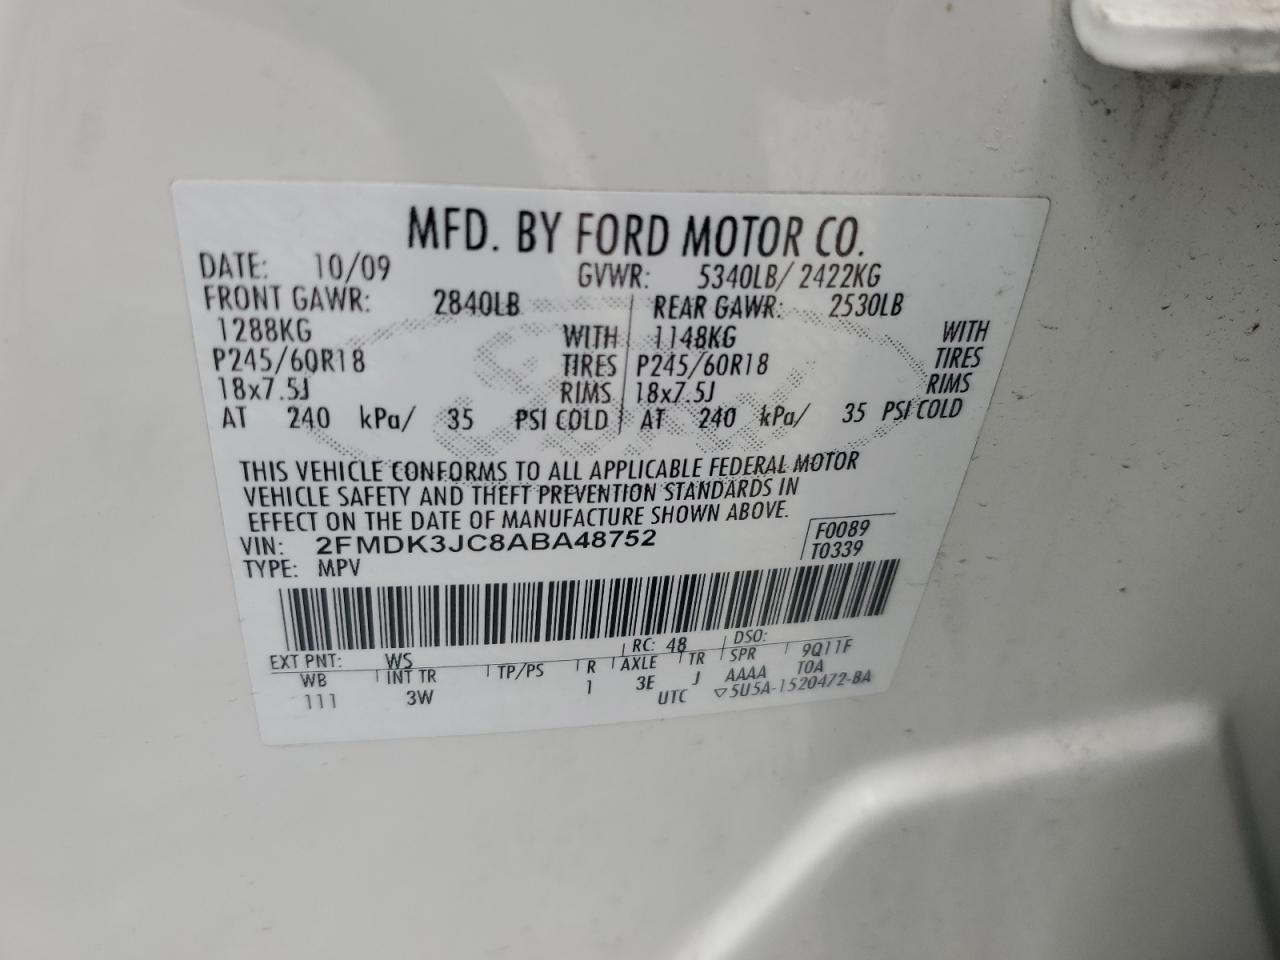 MFD. BY FORD MOTOR CO.
DATE: 10/09 GVWR: 5340LB/ 2422KG
FRONT GAWR: 2840LB REAR GAWR: 2530LB
1288KG WITH 1148KG WITH
P245/60R18 TIRES P245/60R18 TIRES
18x7.5J RIMS 18x7.5J RIMS
AT 240 kPa/ 35 PSI COLD AT 240 kPa/ 35 PSI COLD
THIS VEHICLE CONFORMS TO ALL APPLICABLE FEDERAL MOTOR
VEHICLE SAFETY AND THEFT PREVENTION STANDARDS IN
EFFECT ON THE DATE OF MANUFACTURE SHOWN ABOVE.
VIN: 2FMDK3JC8ABA48752 F0089
TYPE: MPV T0339
EXT PNT: WS RC: 48 DSO: 9Q11F
WB INT TR TP/PS R AXLE TR SPR T0A
111 3W 1 3E J AAAA
UTC ▽5U5A-1520472-BA
Ford